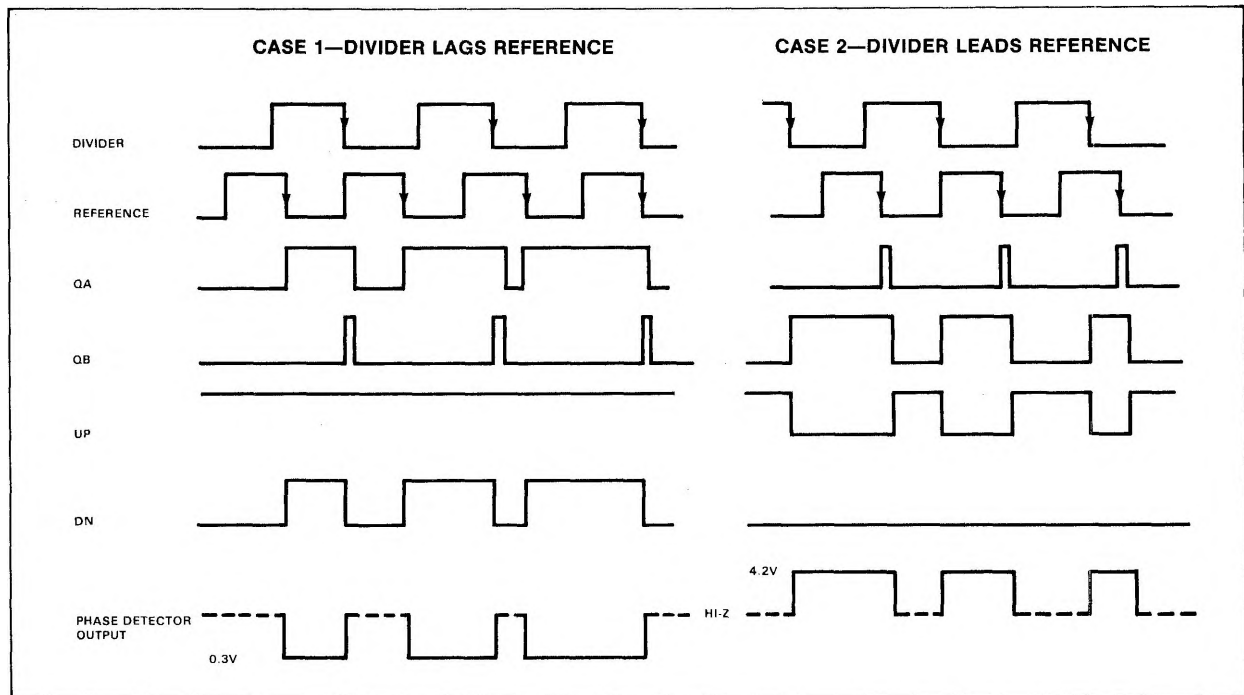 CASE 1—DIVIDER LAGS REFERENCE
CASE 2—DIVIDER LEADS REFERENCE
DIVIDER
REFERENCE
QA
QB
UP
DN
4.2V
HI-Z
PHASE DETECTOR
OUTPUT
0.3V